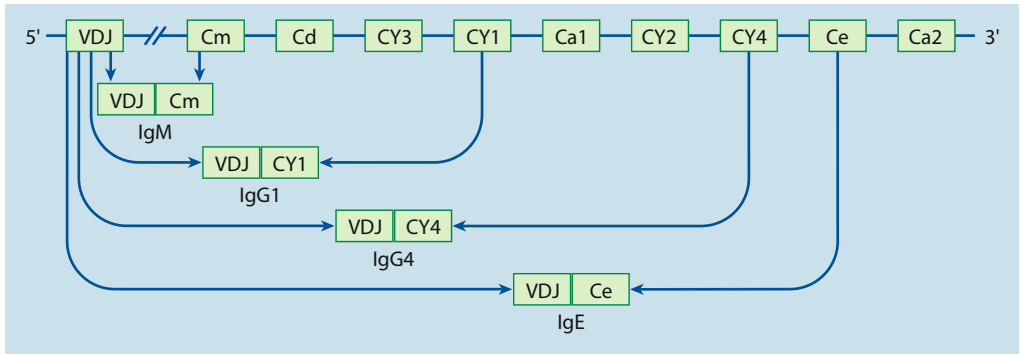 5' VDJ Cm Cd CY3 CY1 Ca1 CY2 CY4 Ce Ca2 3'
VDJ Cm
IgM
VDJ CY1
IgG1
VDJ CY4
IgG4
VDJ Ce
IgE